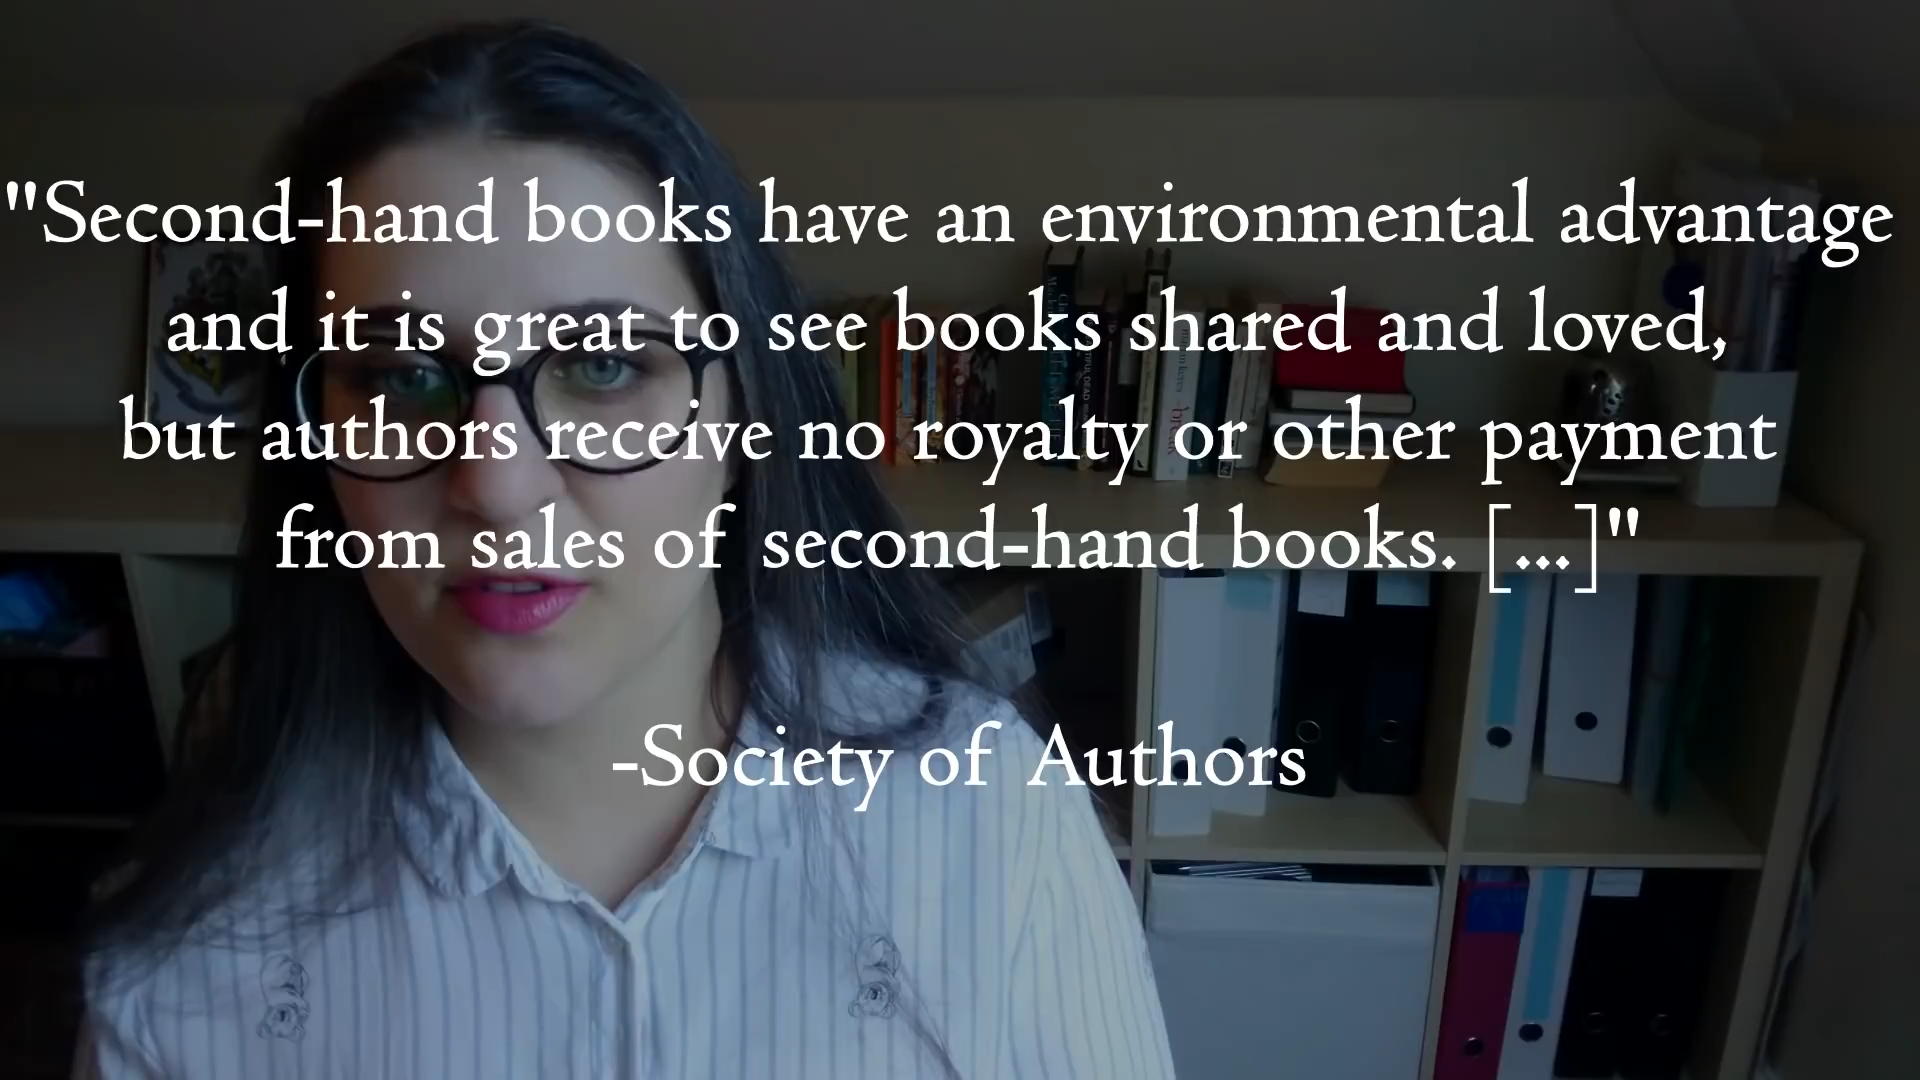 "Second-hand books have an environmental advantage
and it is great to see books shared and loved,
but authors receive no royalty or other payment
from sales of second-hand books. [...]"
-Society of Authors